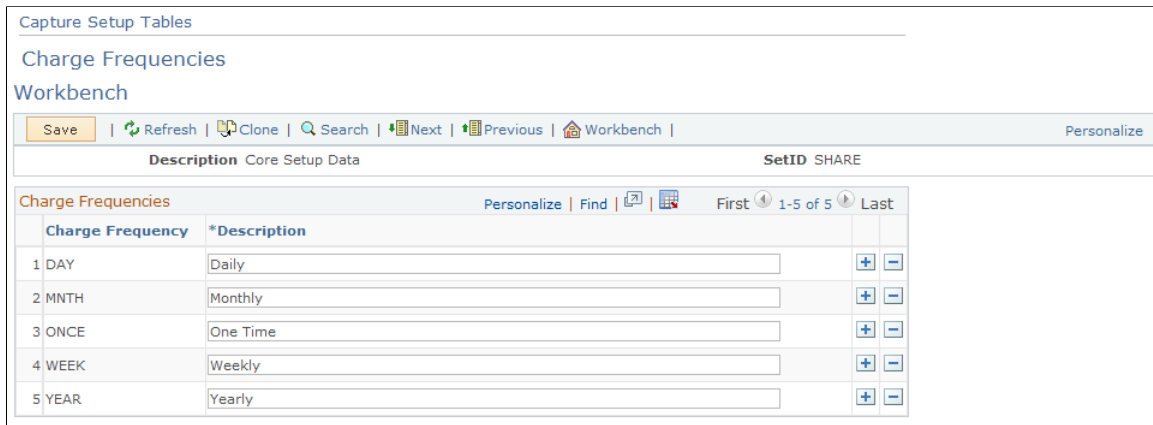 Capture Setup Tables
Charge Frequencies
Workbench
Save | Refresh | Clone | Search | Next | Previous | Workbench | Personalize
Description Core Setup Data SetID SHARE
Charge Frequencies Personalize | Find | | First 1-5 of 5 Last
Charge Frequency *Description
1 DAY Daily
2 MNTH Monthly
3 ONCE One Time
4 WEEK Weekly
5 YEAR Yearly